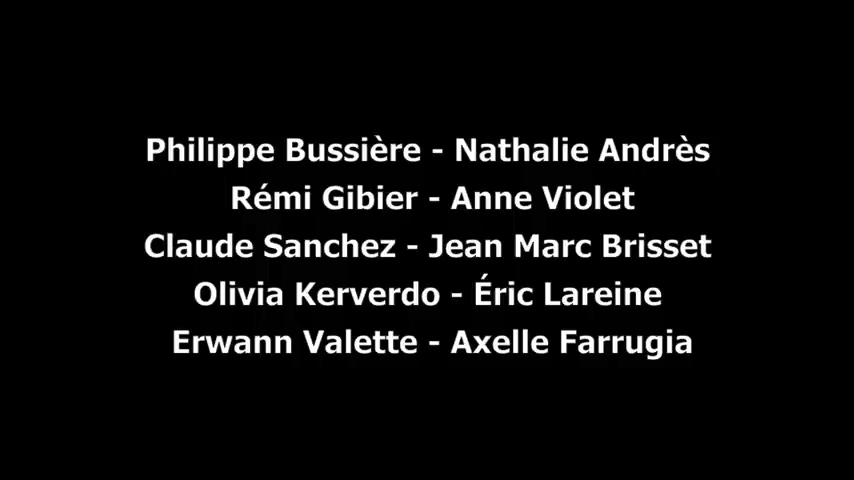 Philippe Bussière - Nathalie Andrès
Rémi Gibier - Anne Violet
Claude Sanchez - Jean Marc Brisset
Olivia Kerverdo - Éric Lareine
Erwann Valette - Axelle Farrugia